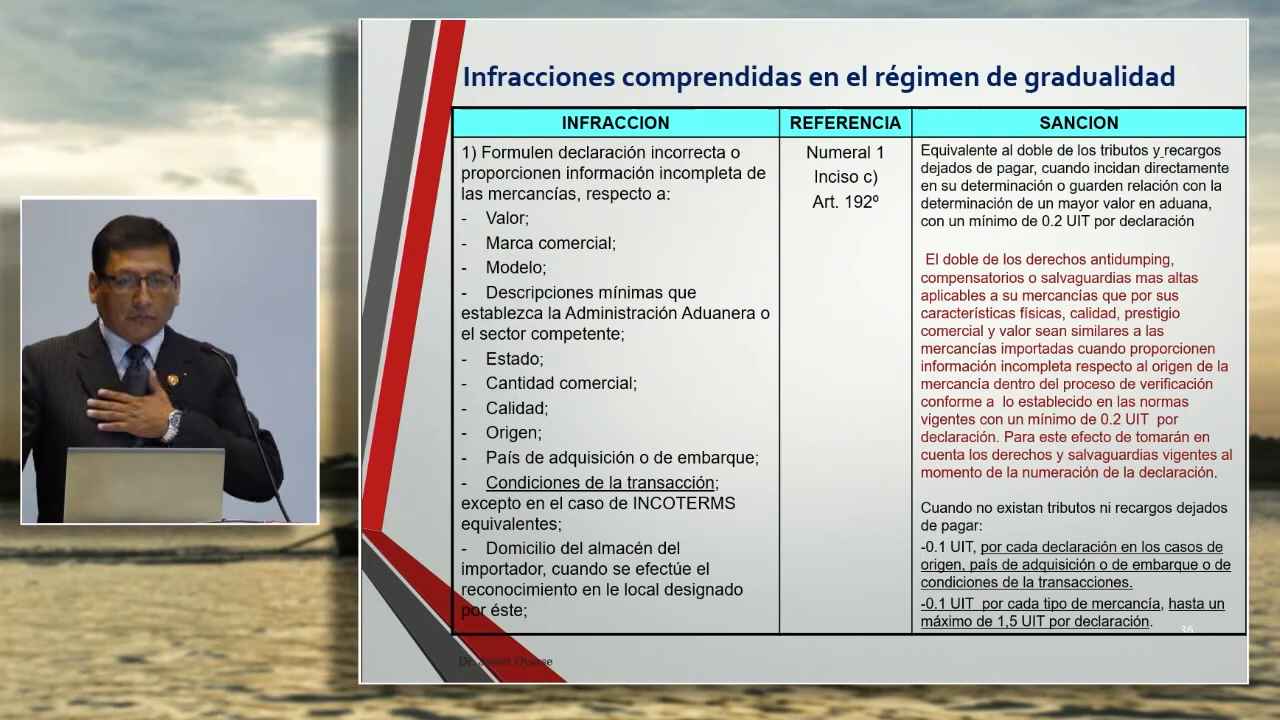 Infracciones comprendidas en el régimen de gradualidad
INFRACCION
REFERENCIA
SANCION
1) Formulen declaración incorrecta o
proporcionen información incompleta de
las mercancías, respecto a:
- Valor;
- Marca comercial;
- Modelo;
- Descripciones mínimas que
establezca la Administración Aduanera o
el sector competente;
- Estado;
- Cantidad comercial;
- Calidad;
- Origen;
- País de adquisición o de embarque;
- Condiciones de la transacción;
excepto en el caso de INCOTERMS
equivalentes;
- Domicilio del almacén del
importador, cuando se efectúe el
reconocimiento en le local designado
por éste;
Numeral 1
Inciso c)
Art. 192º
Equivalente al doble de los tributos y recargos
dejados de pagar, cuando incidan directamente
en su determinación o guarden relación con la
determinación de un mayor valor en aduana,
con un mínimo de 0.2 UIT por declaración
El doble de los derechos antidumping,
compensatorios o salvaguardias mas altas
aplicables a su mercancías que por sus
características físicas, calidad, prestigio
comercial y valor sean similares a las
mercancías importadas cuando proporcionen
información incompleta respecto al origen de la
mercancía dentro del proceso de verificación
conforme a lo establecido en las normas
vigentes con un mínimo de 0.2 UIT por
declaración. Para este efecto de tomarán en
cuenta los derechos y salvaguardias vigentes al
momento de la numeración de la declaración.
Cuando no existan tributos ni recargos dejados
de pagar:
-0.1 UIT, por cada declaración en los casos de
origen, país de adquisición o de embarque o de
condiciones de la transacciones.
-0.1 UIT por cada tipo de mercancía, hasta un
máximo de 1,5 UIT por declaración.
36
Dr.